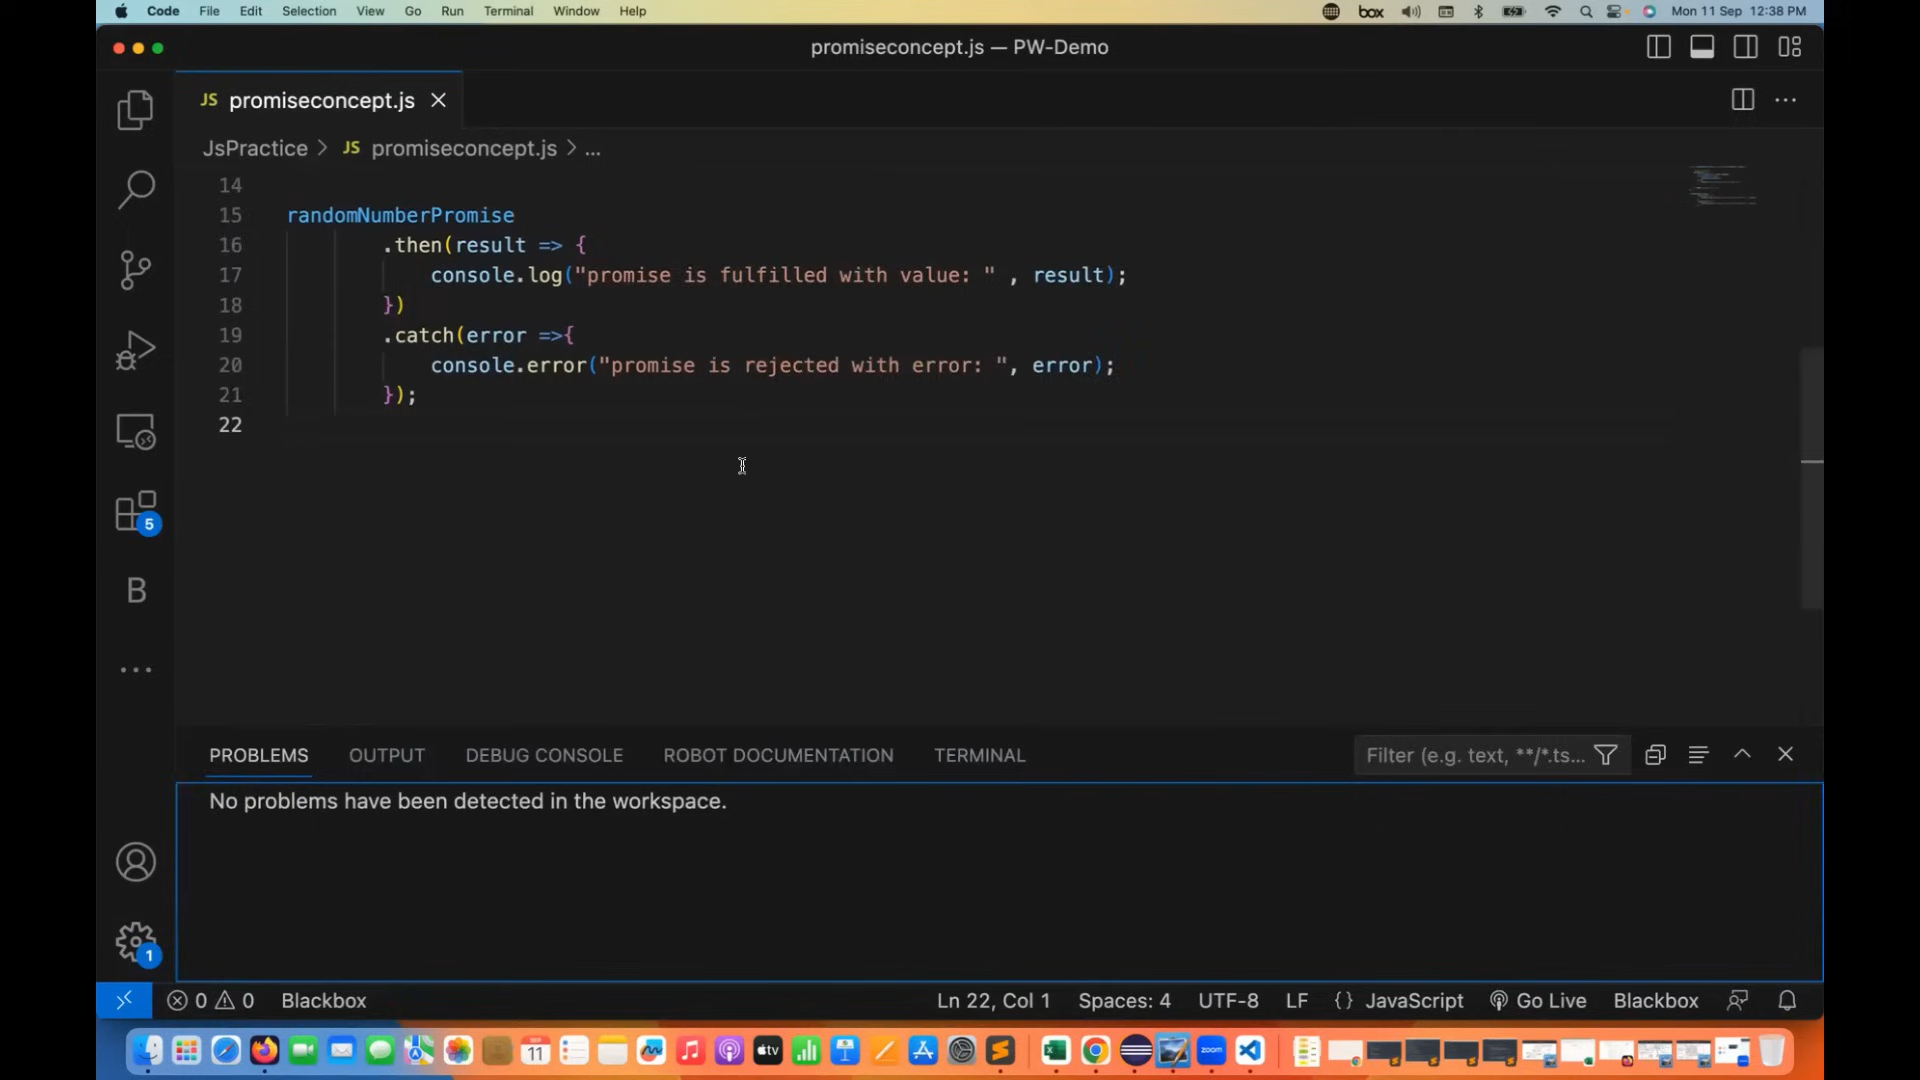 Code File Edit Selection View Go Run Terminal Window Help box Mon 11 Sep 12:38 PM
promiseconcept.js — PW-Demo
JS promiseconcept.js
JsPractice > JS promiseconcept.js > ...
14
15 randomNumberPromise
16 .then(result => {
17 console.log("promise is fulfilled with value: " , result);
18 })
19 .catch(error =>{
20 console.error("promise is rejected with error: ", error);
21 });
22
5
B
PROBLEMS OUTPUT DEBUG CONSOLE ROBOT DOCUMENTATION TERMINAL Filter (e.g. text, **/*.ts...
No problems have been detected in the workspace.
1
0 0 Blackbox Ln 22, Col 1 Spaces: 4 UTF-8 LF {} JavaScript Go Live Blackbox
11 tv zoom